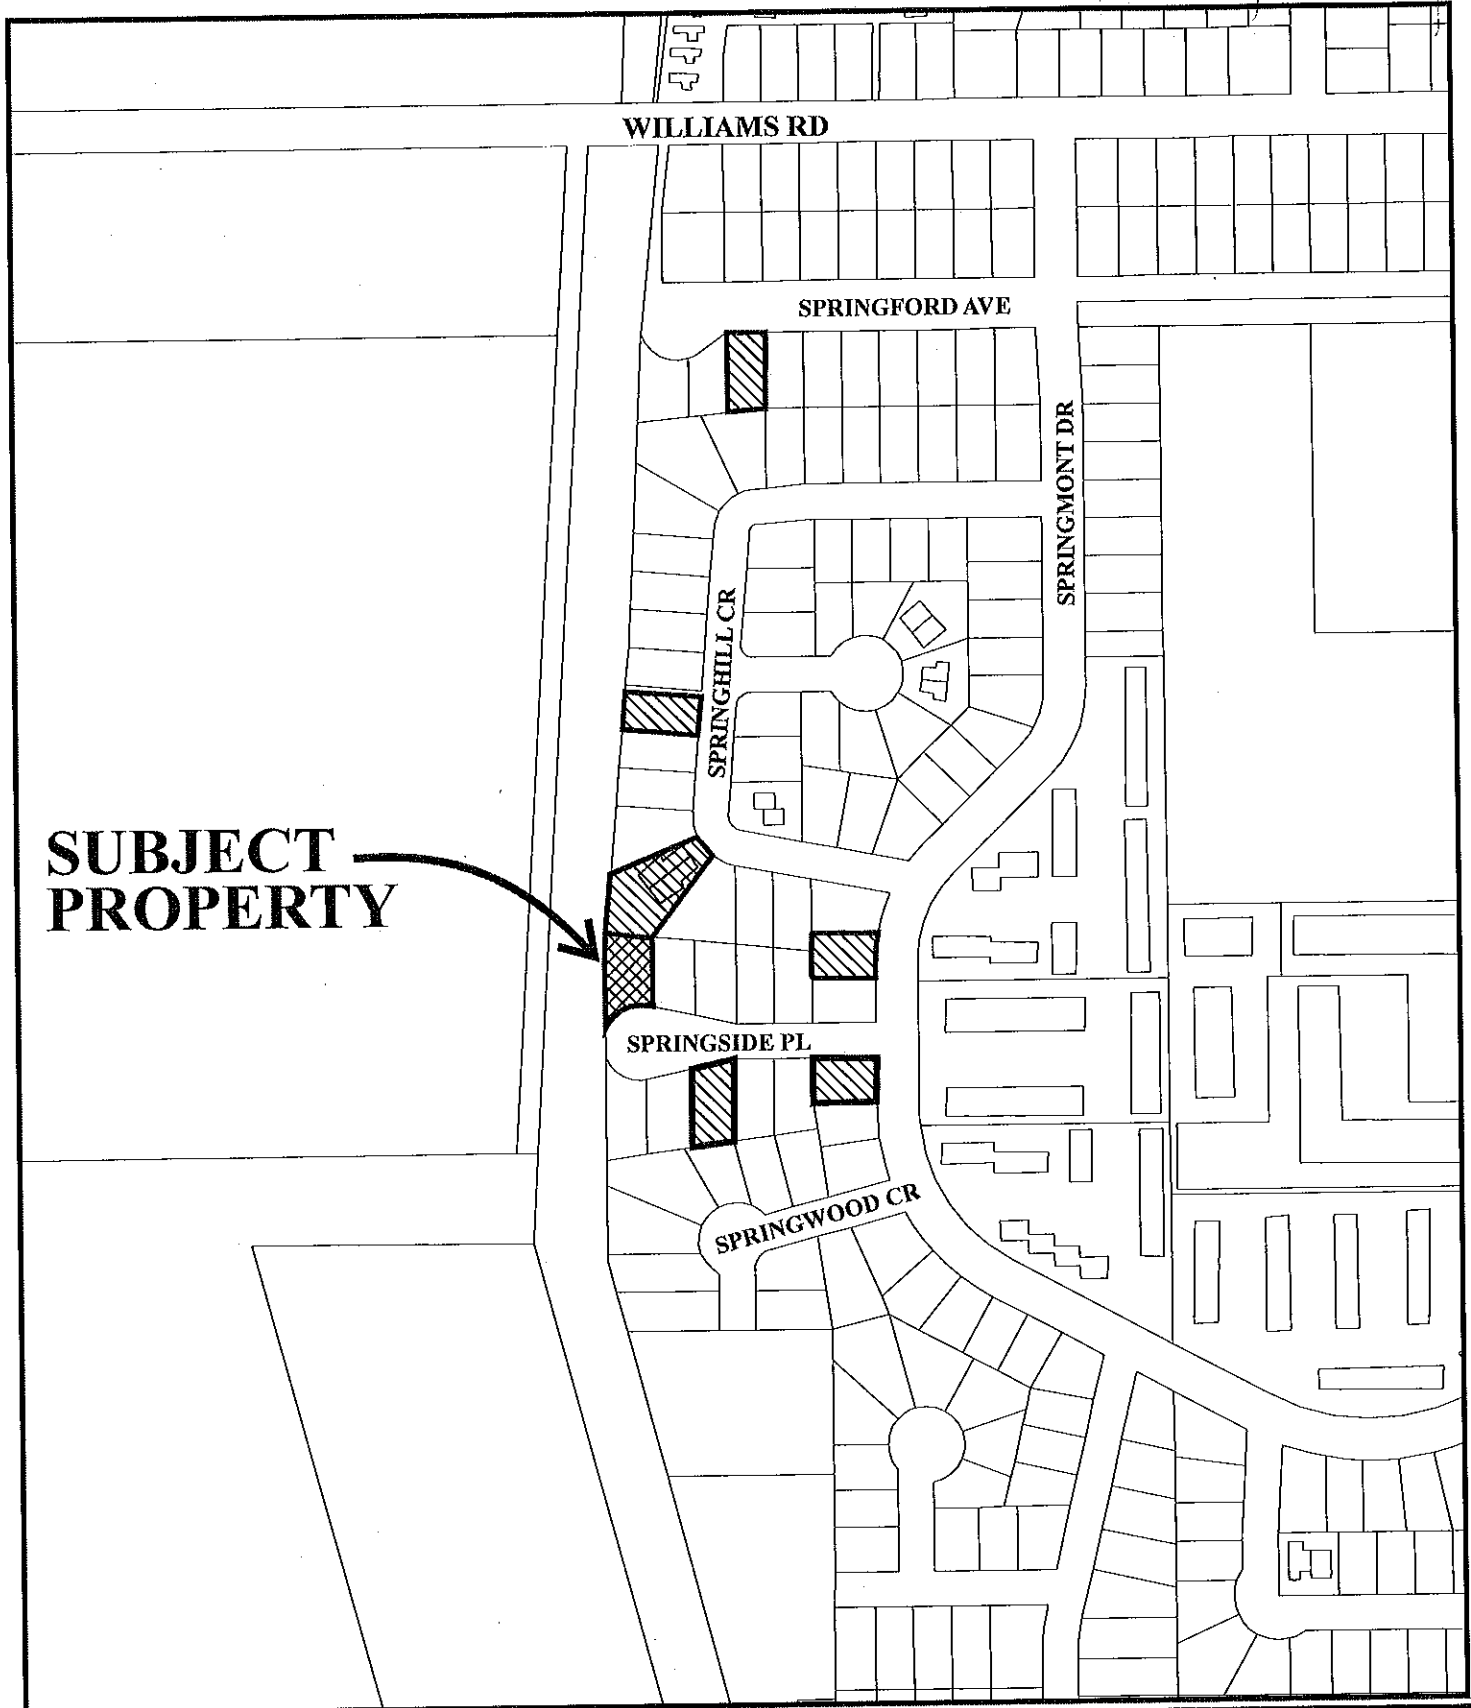 WILLIAMS RD
SPRINGFORD AVE
SPRINGMONT DR
SPRINGHILL CR
SUBJECT
PROPERTY
SPRINGSIDE PL
SPRINGWOOD CR